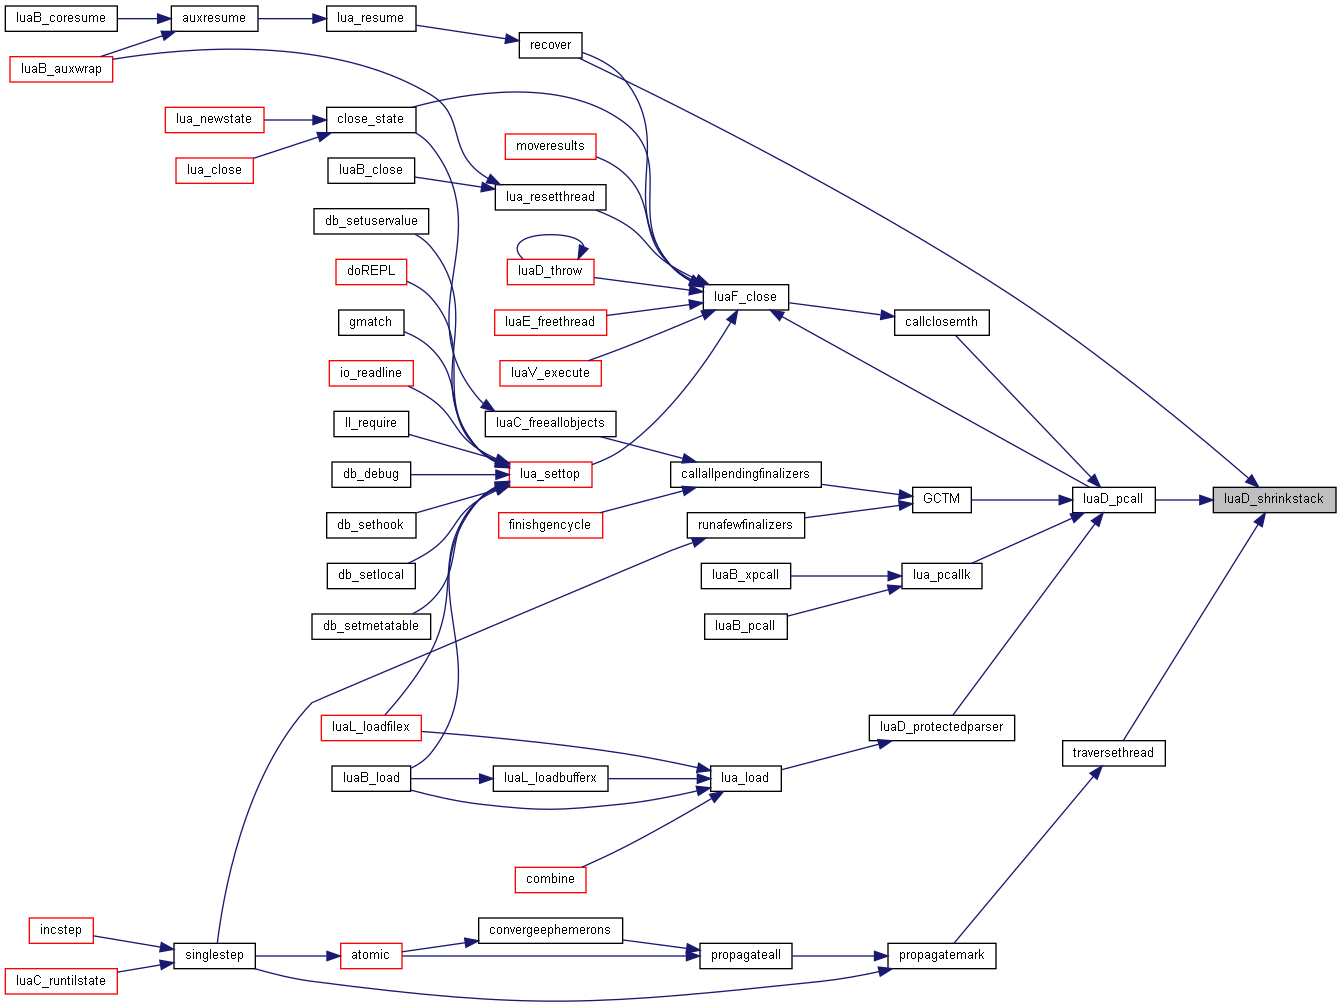 luaB_coresume
auxresume
lua_resume
recover
luaB_auxwrap
lua_newstate
close_state
moveresults
lua_close
luaB_close
lua_resetthread
db_setuservalue
doREPL
luaD_throw
luaF_close
gmatch
luaE_freethread
callclosemth
io_readline
luaV_execute
ll_require
luaC_freeallobjects
db_debug
lua_settop
callallpendingfinalizers
GCTM
luaD_pcall
luaD_shrinkstack
db_sethook
finishgencycle
runafewfinalizers
db_setlocal
luaB_xpcall
lua_pcallk
db_setmetatable
luaB_pcall
luaL_loadfilex
luaD_protectedparser
traversethread
luaB_load
luaL_loadbufferx
lua_load
combine
incstep
convergeephemerons
singlestep
atomic
propagateall
propagatemark
luaC_runtilstate